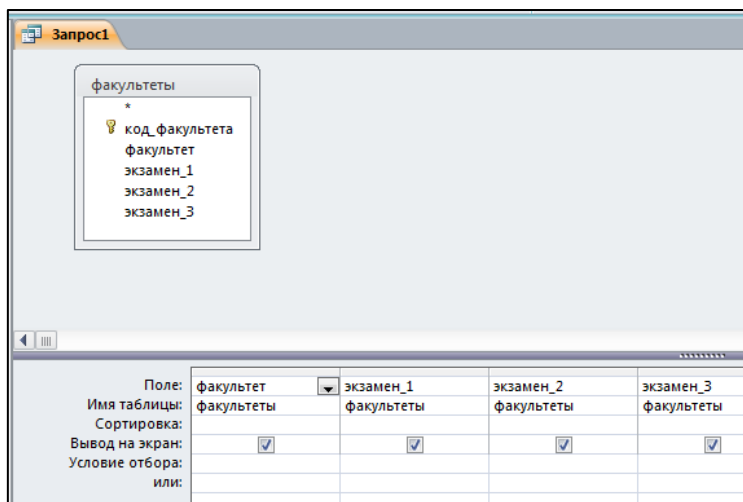 Запрос1
факультеты
*
код_факультета
факультет
экзамен_1
экзамен_2
экзамен_3
Поле: факультет экзамен_1 экзамен_2 экзамен_3
Имя таблицы: факультеты факультеты факультеты факультеты
Сортировка:
Вывод на экран:
Условие отбора:
или: